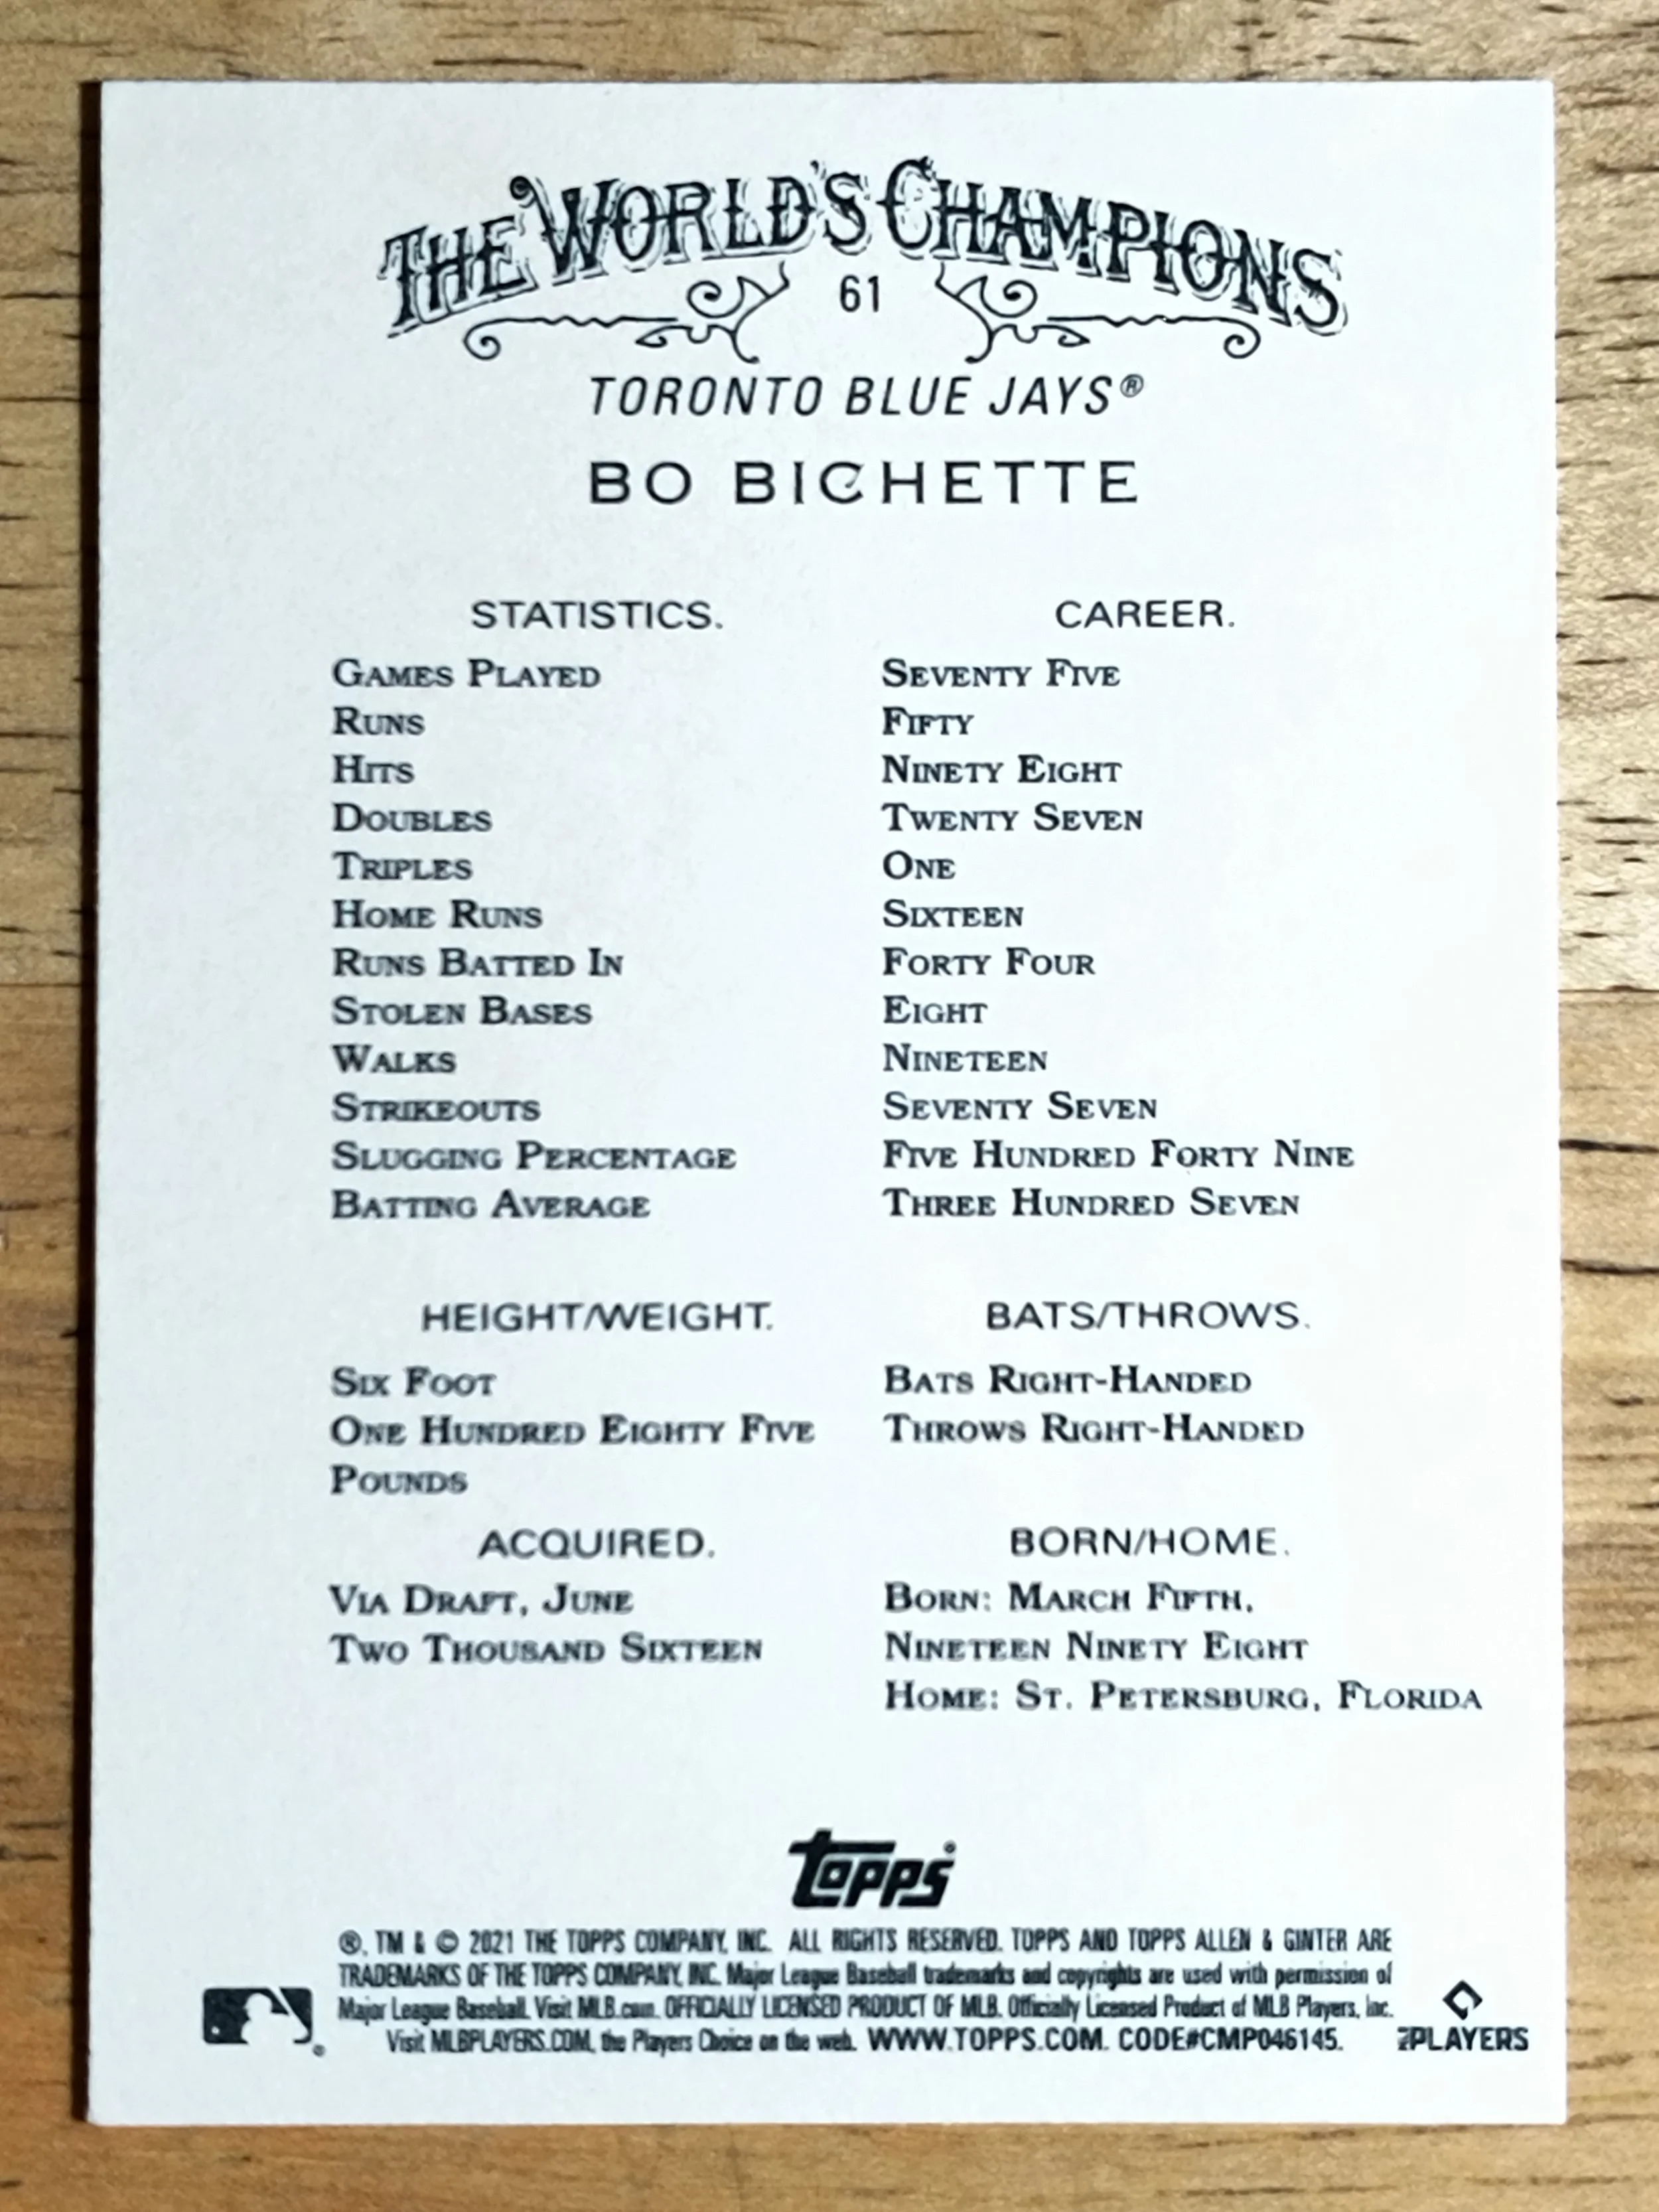 THE WORLD'S CHAMPIONS
61
TORONTO BLUE JAYS®
BO BICHETTE
STATISTICS. CAREER.
GAMES PLAYED SEVENTY FIVE
RUNS FIFTY
HITS NINETY EIGHT
DOUBLES TWENTY SEVEN
TRIPLES ONE
HOME RUNS SIXTEEN
RUNS BATTED IN FORTY FOUR
STOLEN BASES EIGHT
WALKS NINETEEN
STRIKEOUTS SEVENTY SEVEN
SLUGGING PERCENTAGE FIVE HUNDRED FORTY NINE
BATTING AVERAGE THREE HUNDRED SEVEN
HEIGHT/WEIGHT.
SIX FOOT
ONE HUNDRED EIGHTY FIVE
POUNDS
BATS/THROWS.
BATS RIGHT-HANDED
THROWS RIGHT-HANDED
ACQUIRED.
VIA DRAFT, JUNE
TWO THOUSAND SIXTEEN
BORN/HOME.
BORN: MARCH FIFTH,
NINETEEN NINETY EIGHT
HOME: ST. PETERSBURG, FLORIDA
topps®
®, TM & © 2021 THE TOPPS COMPANY, INC. ALL RIGHTS RESERVED. TOPPS AND TOPPS ALLEN & GINTER ARE
TRADEMARKS OF THE TOPPS COMPANY, INC. Major League Baseball trademarks and copyrights are used with permission of
Major League Baseball. Visit MLB.com. OFFICIALLY LICENSED PRODUCT OF MLB. Officially Licensed Product of MLB Players, Inc.
Visit MLBPLAYERS.COM, the Players Choice on the web. WWW.TOPPS.COM. CODE#CMP046145.
PLAYERS